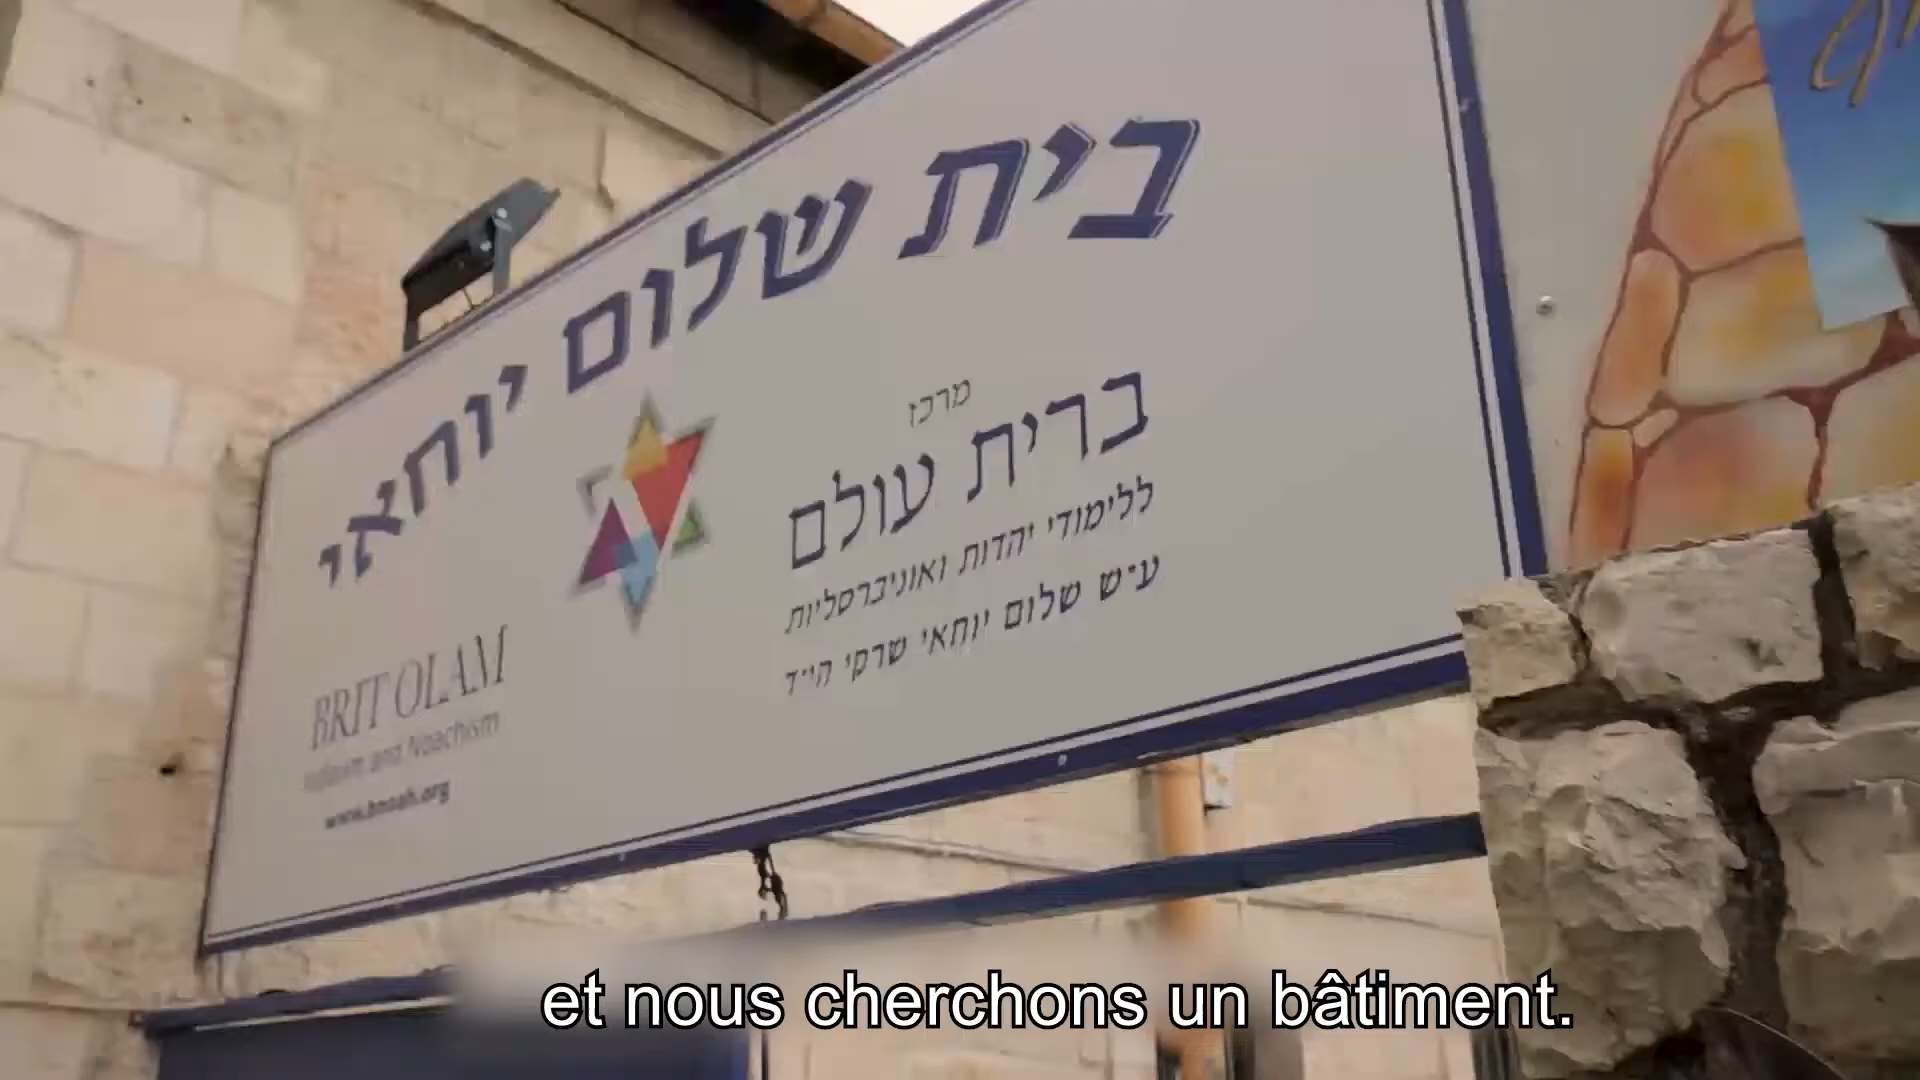 בית שלום יוחאי
מרכז
ברית עולם
ללימודי יהדות ואוניברסליות
ע״ש שלום יוחאי שרקי הי״ד
BRIT OLAM
Judaism and Noachism
www.bnoah.org
et nous cherchons un bâtiment.